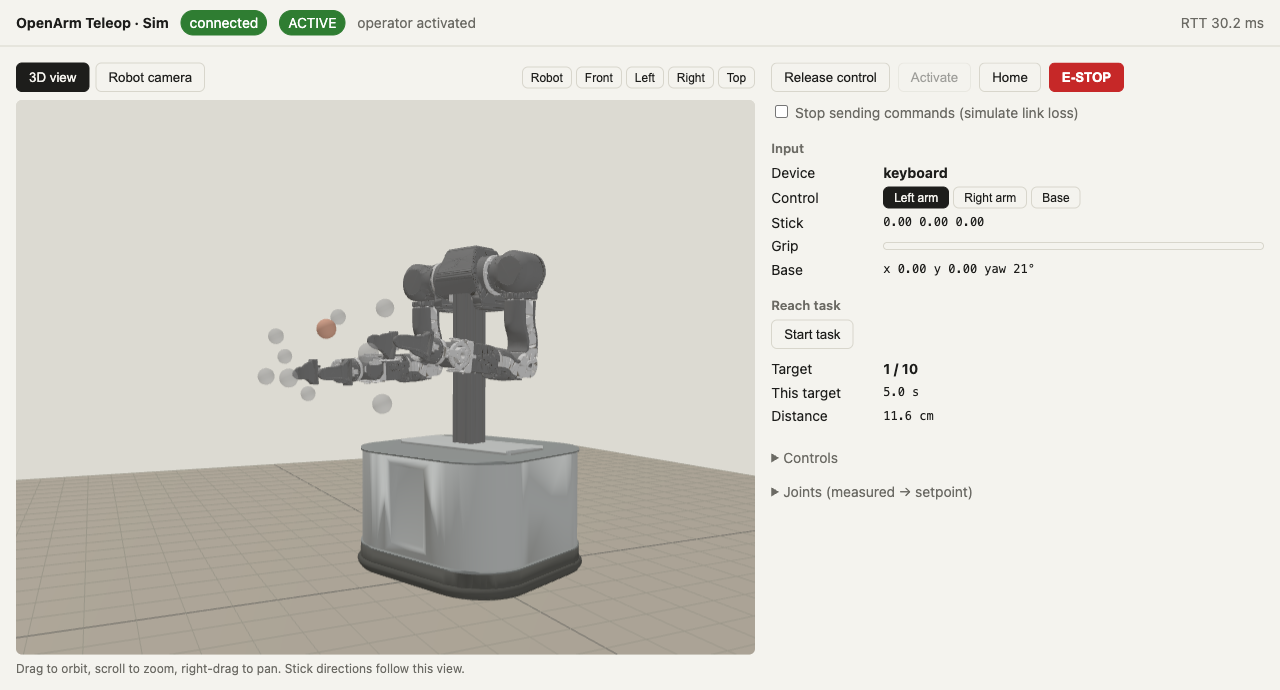 OpenArm Teleop · Sim connected ACTIVE operator activated RTT 30.2 ms
3D view Robot camera Robot Front Left Right Top
Release control Activate Home E-STOP
Stop sending commands (simulate link loss)
Input
Device keyboard
Control Left arm Right arm Base
Stick 0.00 0.00 0.00
Grip
Base x 0.00 y 0.00 yaw 21°
Reach task
Start task
Target 1 / 10
This target 5.0 s
Distance 11.6 cm
Controls
Joints (measured → setpoint)
Drag to orbit, scroll to zoom, right-drag to pan. Stick directions follow this view.